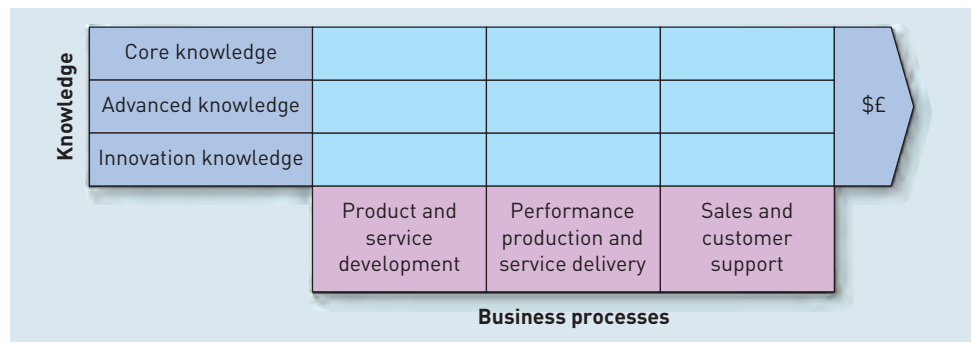 Knowledge
Core knowledge
Advanced knowledge
Innovation knowledge
$£
Product and
service
development
Performance
production and
service delivery
Sales and
customer
support
Business processes